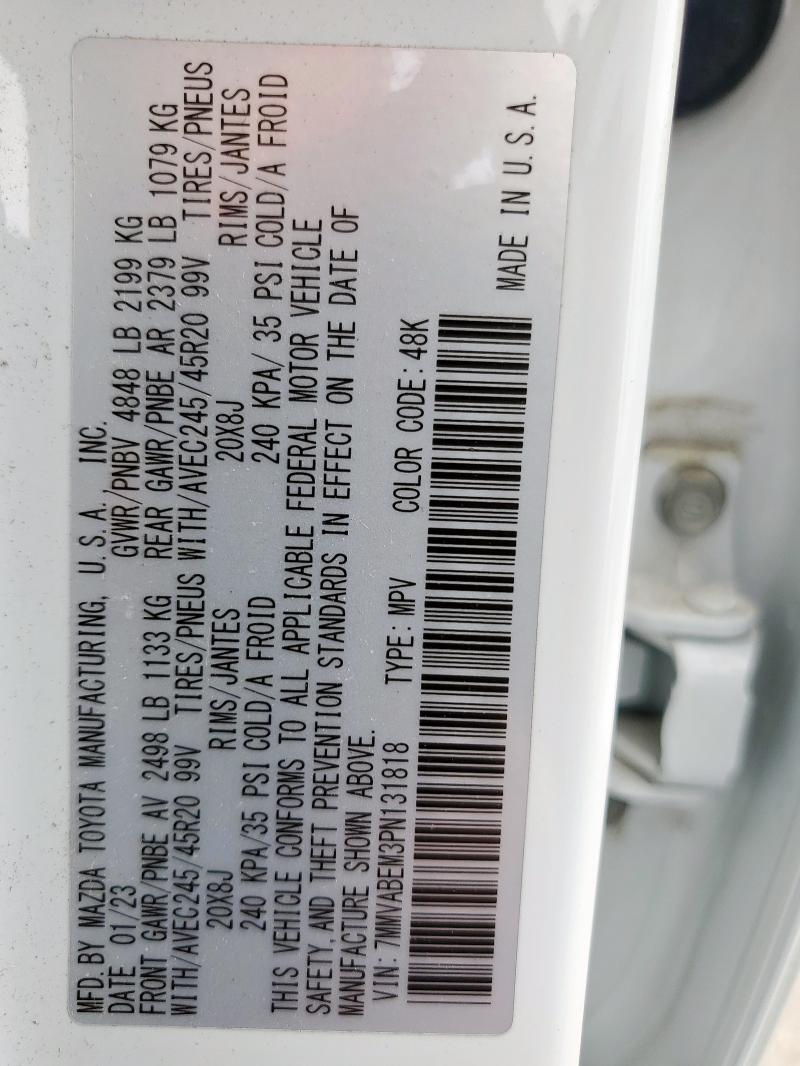 MFD. BY MAZDA TOYOTA MANUFACTURING, U. S. A. INC.
DATE 01/23 GVWR/PNBV 4848 LB 2199 KG
FRONT GAWR/PNBE AV 2498 LB 1133 KG REAR GAWR/PNBE AR 2379 LB 1079 KG
WITH/AVEC245/45R20 99V TIRES/PNEUS WITH/AVEC245/45R20 99V TIRES/PNEUS
20X8J RIMS/JANTES 20X8J RIMS/JANTES
240 KPA/35 PSI COLD/A FROID 240 KPA/ 35 PSI COLD/A FROID
THIS VEHICLE CONFORMS TO ALL APPLICABLE FEDERAL MOTOR VEHICLE
SAFETY, AND THEFT PREVENTION STANDARDS IN EFFECT ON THE DATE OF
MANUFACTURE SHOWN ABOVE.
VIN: 7MMVABEM3PN131818 TYPE: MPV COLOR CODE: 48K
MADE IN U. S. A.